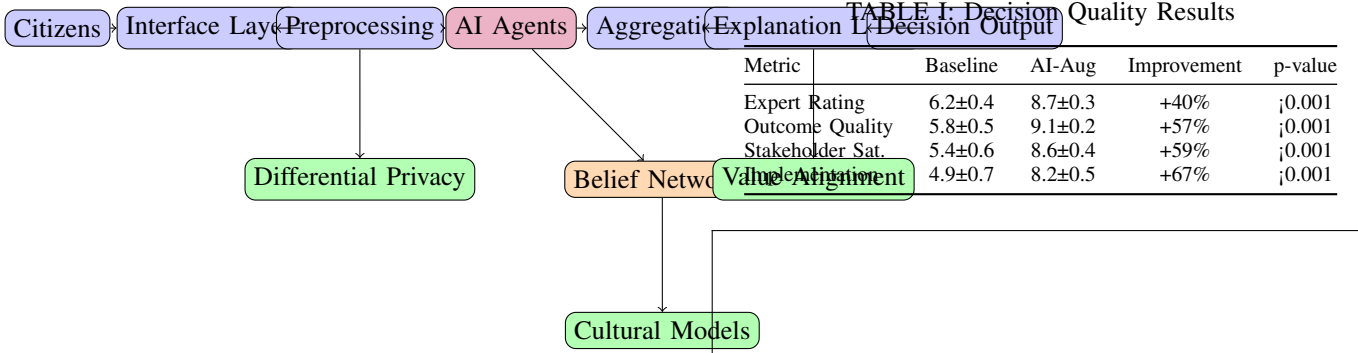 Citizens
Interface Laye
Preprocessing
AI Agents
Aggregati
Explanation L
Decision Output
Differential Privacy
Belief Netwo
Value Alignment
Cultural Models
TABLE I: Decision Quality Results
Metric Baseline AI-Aug Improvement p-value
Expert Rating 6.2±0.4 8.7±0.3 +40% ¡0.001
Outcome Quality 5.8±0.5 9.1±0.2 +57% ¡0.001
Stakeholder Sat. 5.4±0.6 8.6±0.4 +59% ¡0.001
Implementation 4.9±0.7 8.2±0.5 +67% ¡0.001